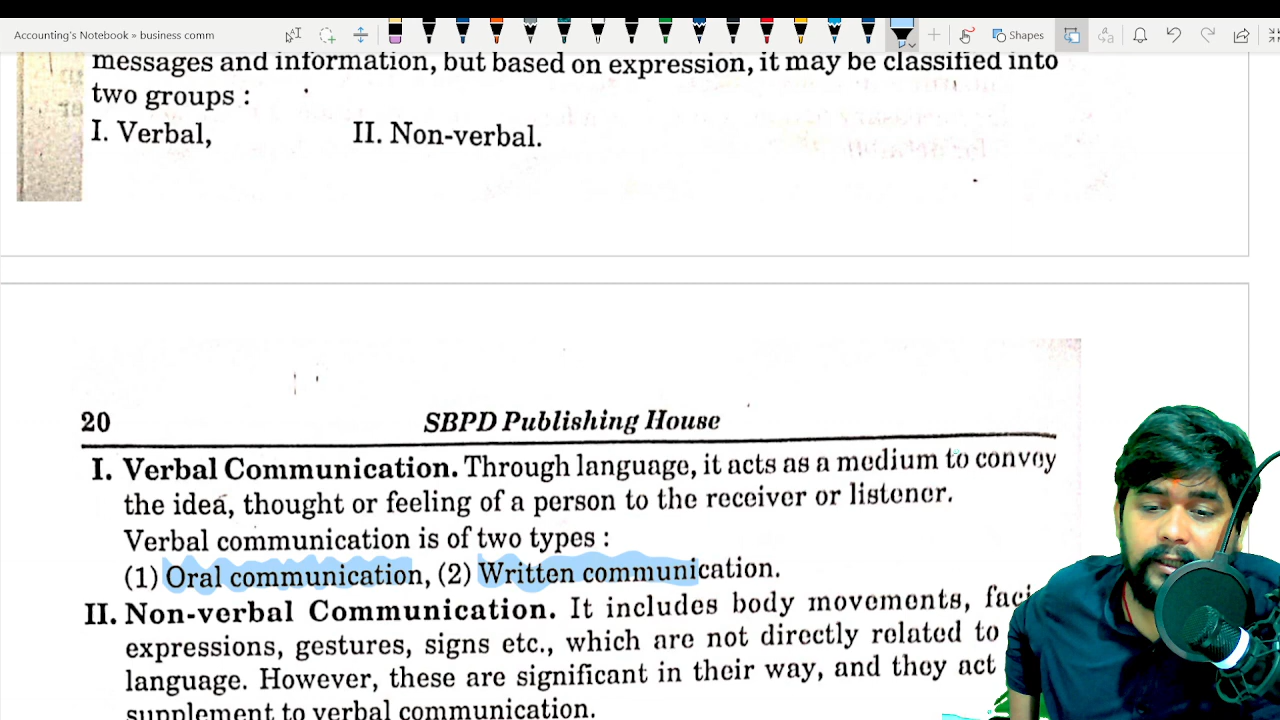 Accounting's Notebook » business comm
Shapes
messages and information, but based on expression, it may be classified into
two groups :
I. Verbal, II. Non-verbal.
20 SBPD Publishing House
I. Verbal Communication. Through language, it acts as a medium to convey
the idea, thought or feeling of a person to the receiver or listener.
Verbal communication is of two types :
(1) Oral communication, (2) Written communication.
II. Non-verbal Communication. It includes body movements,
expressions, gestures, signs etc., which are not directly related to
language. However, these are significant in their way, and they act
supplement to verbal communication.